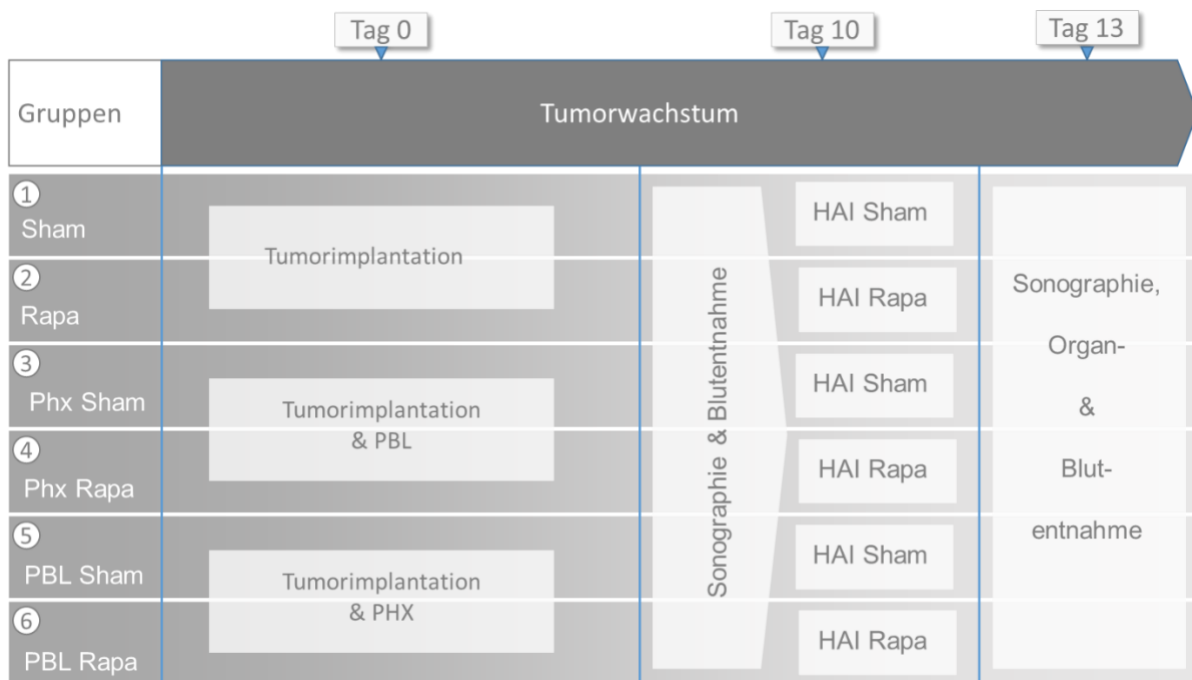 Tag 0
Tag 10
Tag 13
Gruppen
Tumorwachstum
1
Sham
2
Rapa
3
Phx Sham
4
Phx Rapa
5
PBL Sham
6
PBL Rapa
Tumorimplantation
Tumorimplantation
& PBL
Tumorimplantation
& PHX
Sonographie & Blutentnahme
HAI Sham
HAI Rapa
HAI Sham
HAI Rapa
HAI Sham
HAI Rapa
Sonographie,
Organ-
&
Blut-
entnahme